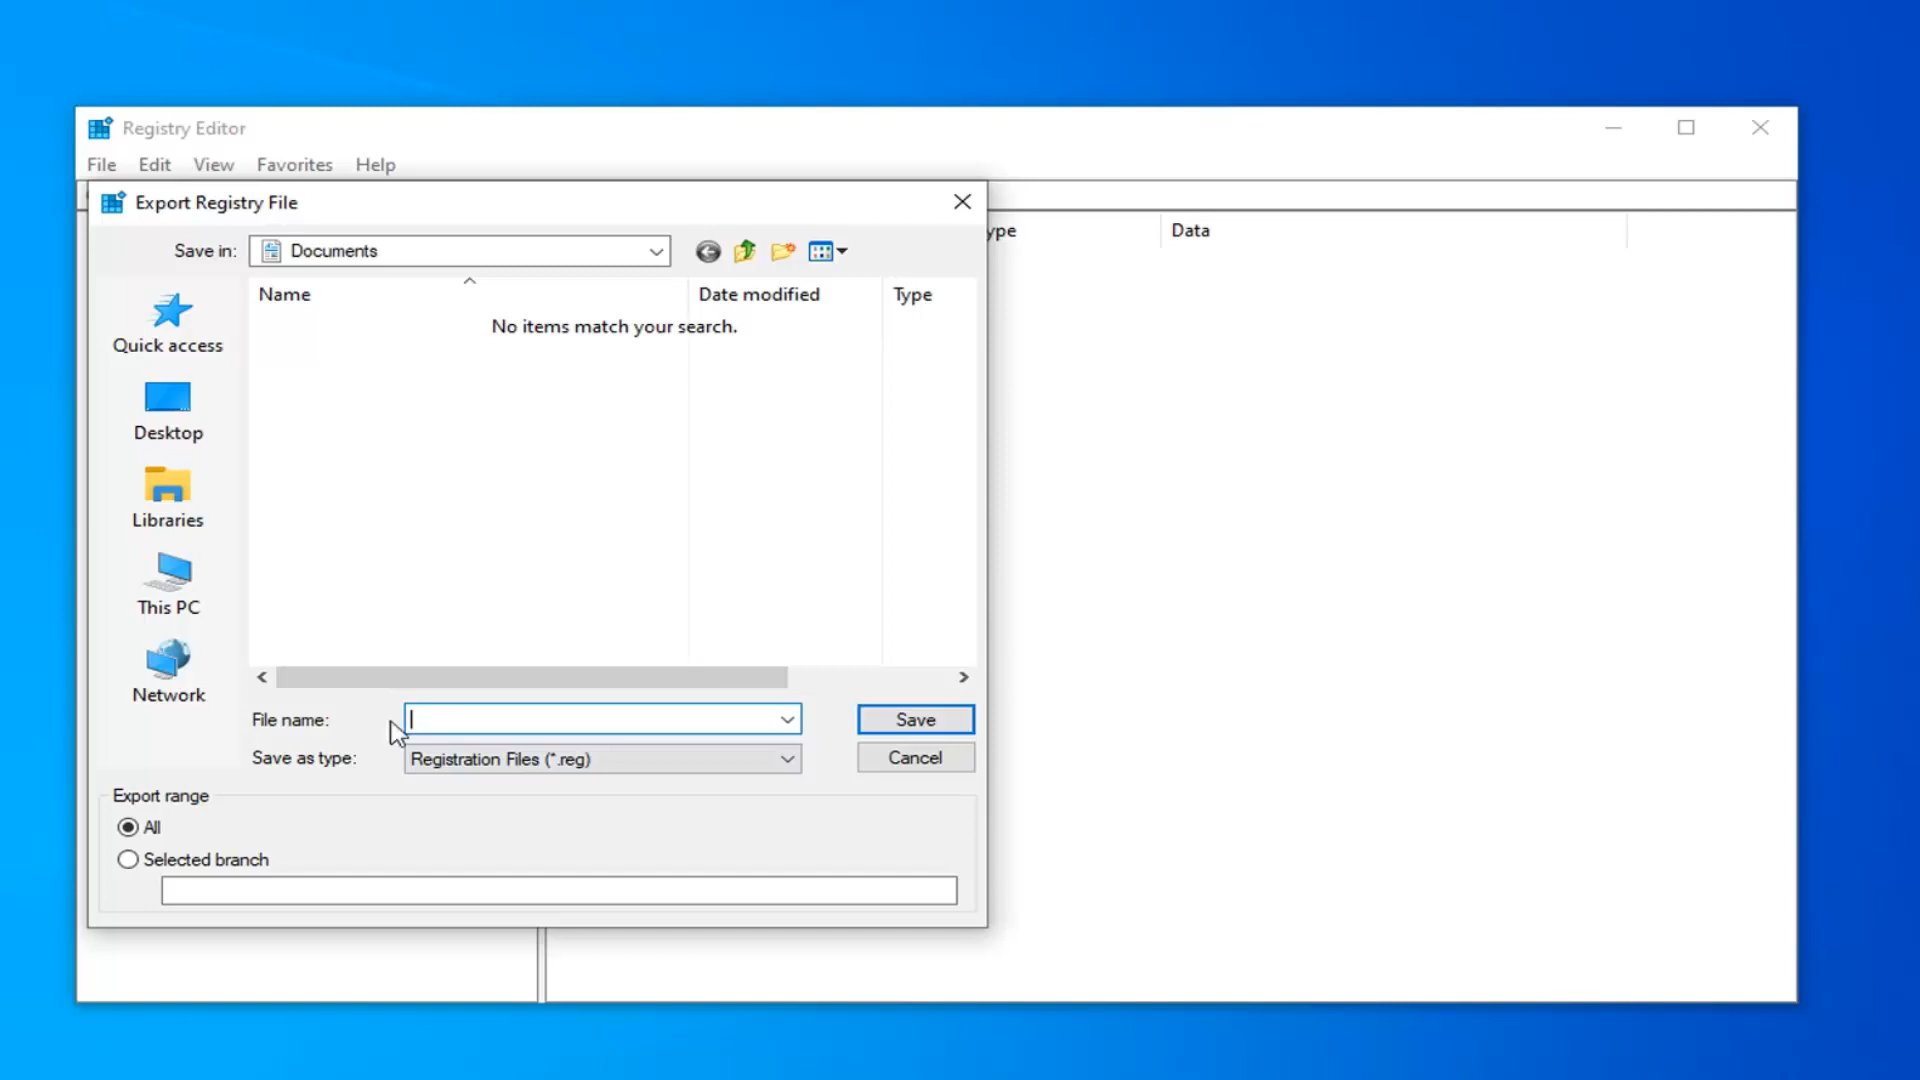 Registry Editor
File Edit View Favorites Help
Export Registry File
Save in: Documents
ype Data
Name Date modified Type
No items match your search.
Quick access
Desktop
Libraries
This PC
Network
File name: Save
Save as type: Registration Files (*.reg) Cancel
Export range
All
Selected branch